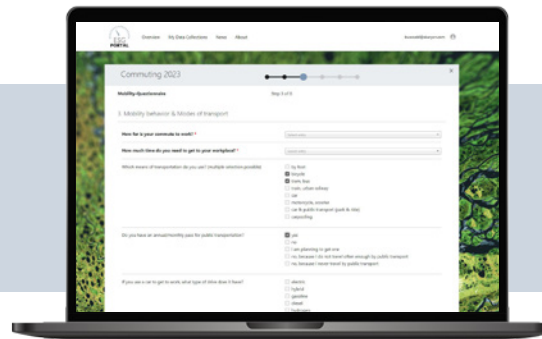 ESG PORTAL
Overview My Data Collections News About
Commuting 2023
Mobility-Questionnaire Step 3 of 6
3. Mobility behavior & Modes of transport
How far is your commute to work? *
How much time do you need to get to your workplace? *
Which means of transportation do you use? (multiple selection possible)
by foot
bicycle
tram, bus
train, urban railway
car
motorcycle, scooter
car & public transport (park & ride)
carpooling
Do you have an annual/monthly pass for public transportation?
yes
no
I am planning to get one
no, because I do not travel often enough by public transport
no, because I never travel by public transport
If you use a car to get to work, what type of drive does it have?
electric
hybrid
gasoline
diesel
hydrogen